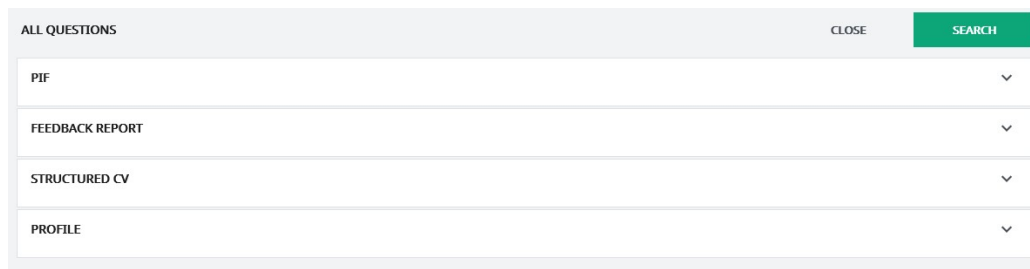 ALL QUESTIONS CLOSE SEARCH
PIF
FEEDBACK REPORT
STRUCTURED CV
PROFILE